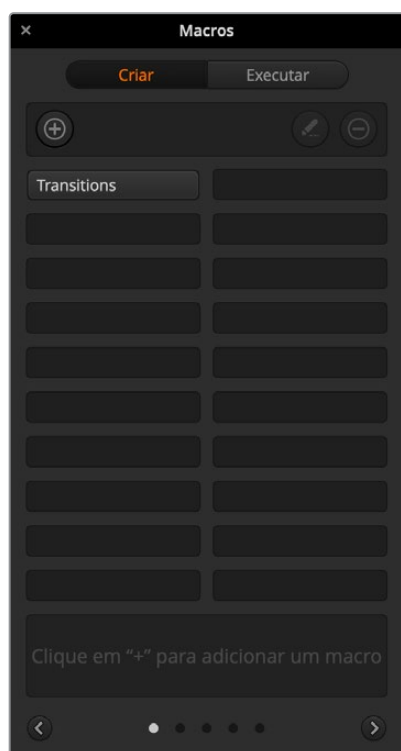 Macros
Criar Executar
Transitions
Clique em “+” para adicionar um macro